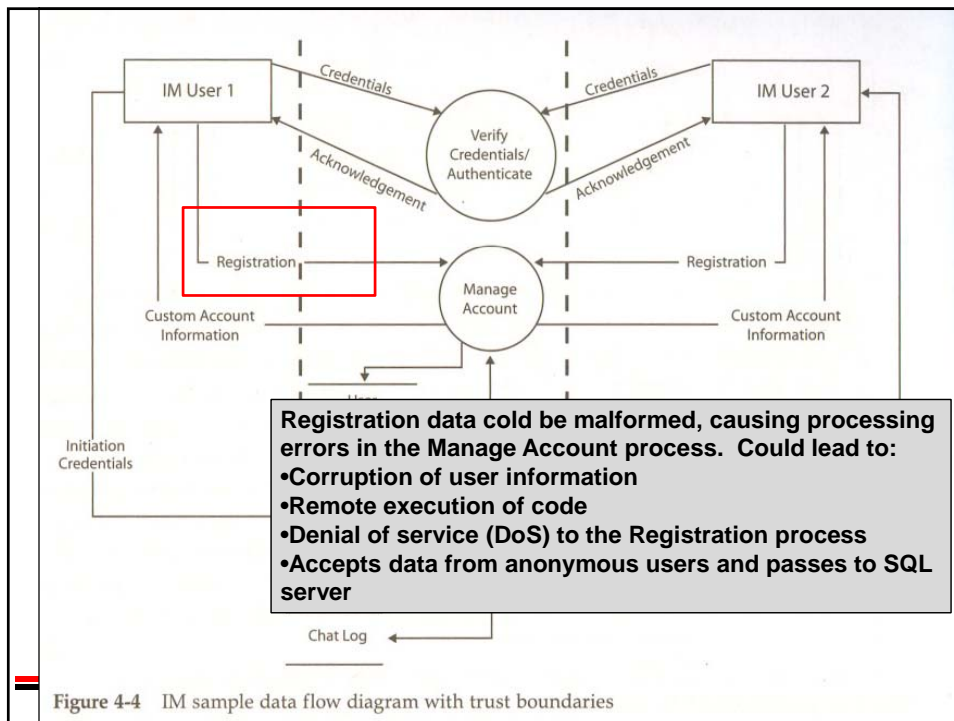 Credentials
Credentials
IM User 1
IM User 2
Verify
Credentials/
Authenticate
Acknowledgement
Acknowledgement
Registration
Registration
Manage
Account
Custom Account
Information
Custom Account
Information
Registration data cold be malformed, causing processing
errors in the Manage Account process. Could lead to:
•Corruption of user information
•Remote execution of code
•Denial of service (DoS) to the Registration process
•Accepts data from anonymous users and passes to SQL
server
Initiation
Credentials
Chat Log
Figure 4-4 IM sample data flow diagram with trust boundaries